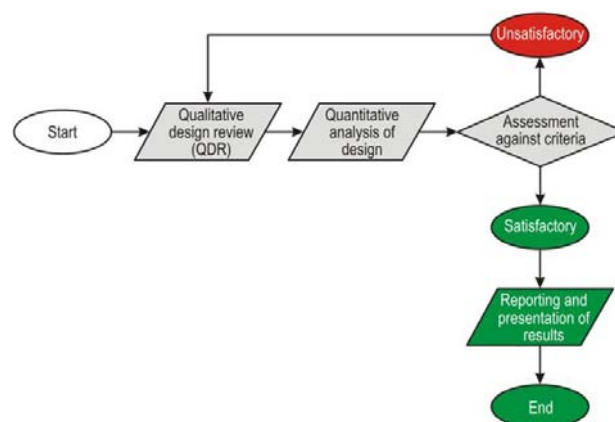 Unsatisfactory
Start
Qualitative
design review
(QDR)
Quantitative
analysis of
design
Assessment
against criteria
Satisfactory
Reporting and
presentation of
results
End